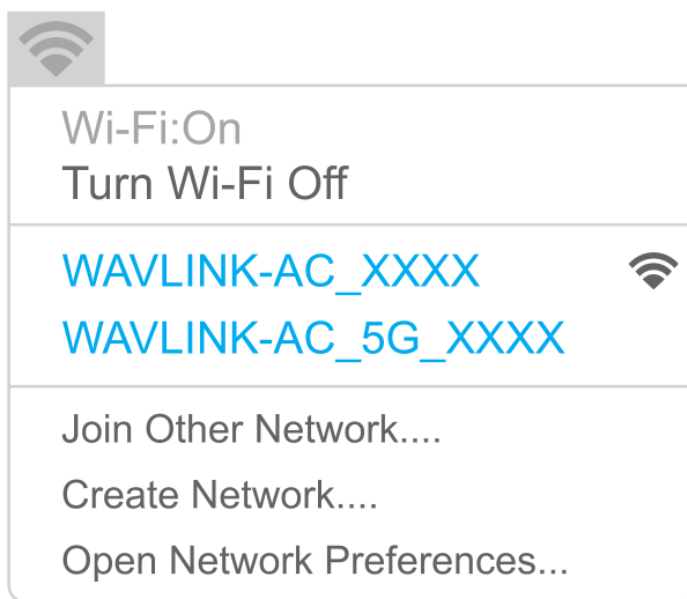 Wi-Fi:On
Turn Wi-Fi Off
WAVLINK-AC_XXXX
WAVLINK-AC_5G_XXXX
Join Other Network....
Create Network....
Open Network Preferences...